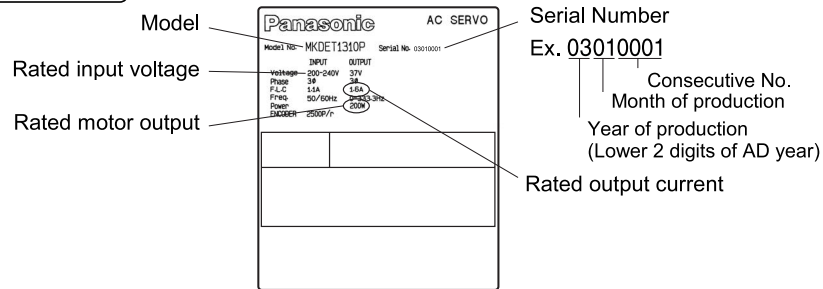 Panasonic AC SERVO
Model No. MKDET1310P Serial No. 03010001
INPUT OUTPUT
Voltage 200-240V 37V
Phase 3ϕ 3ϕ
F.L.C 1.1A 1.6A
Freq. 50/60Hz 0~333.3Hz
Power 200W
ENCODER 2500P/r
Model
Rated input voltage
Rated motor output
Serial Number
Ex. 03010001
Consecutive No.
Month of production
Year of production
(Lower 2 digits of AD year)
Rated output current